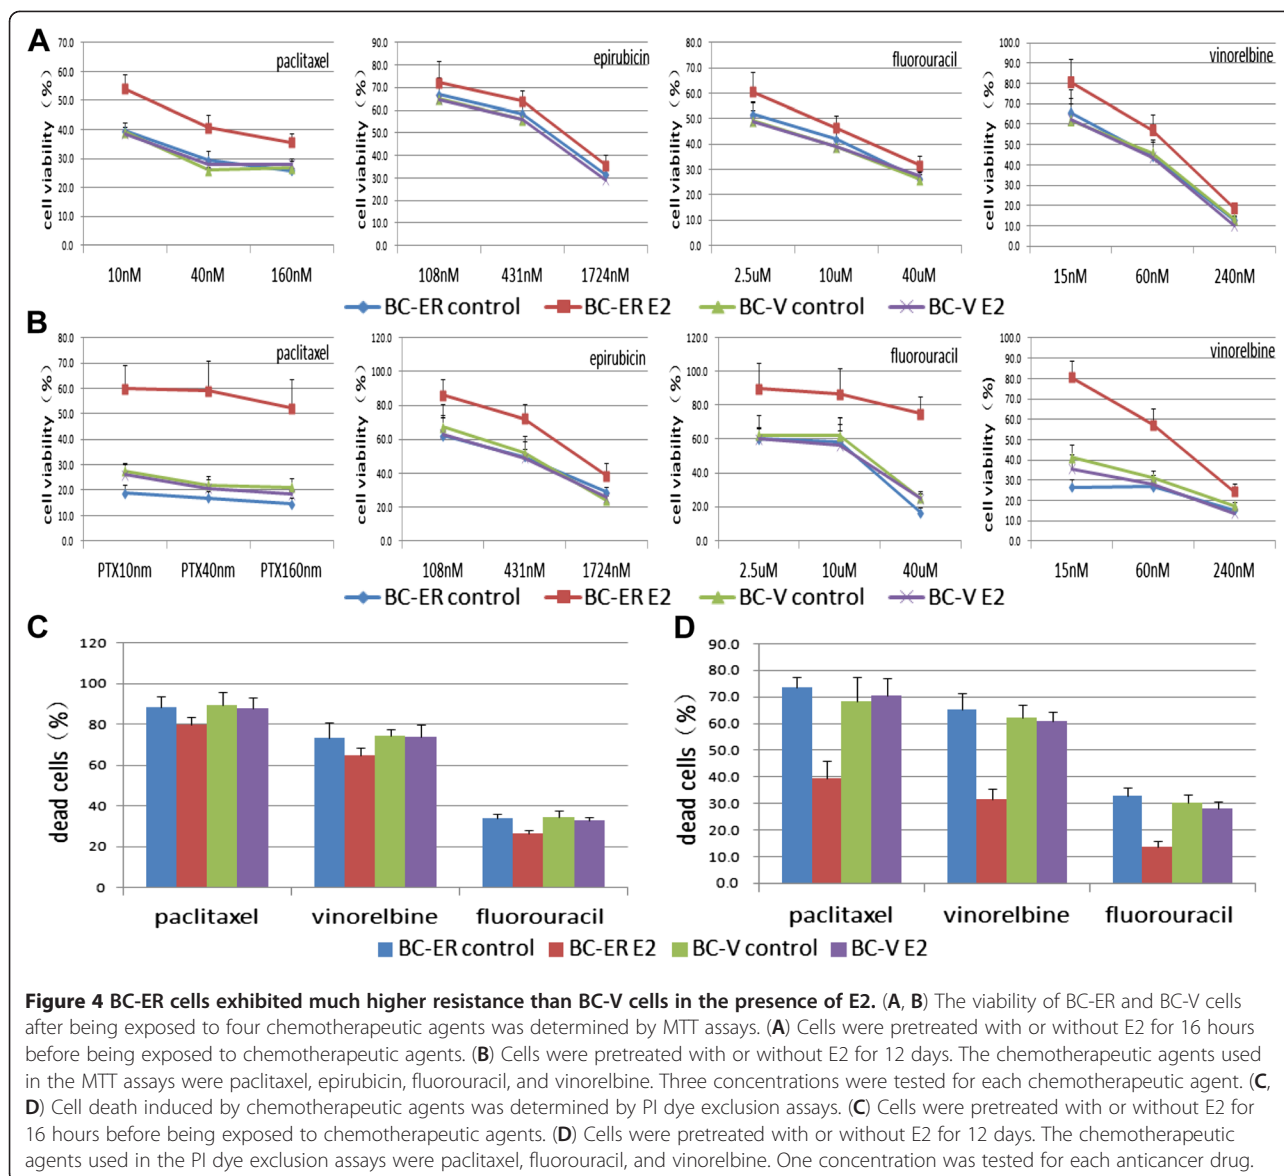 A
paclitaxel
cell viability (%)
70.0
60.0
50.0
40.0
30.0
20.0
10.0
0.0
10nM 40nM 160nM
epirubicin
cell viability (%)
90.0
80.0
70.0
60.0
50.0
40.0
30.0
20.0
10.0
0.0
108nM 431nM 1724nM
fluorouracil
cell viability (%)
80.0
70.0
60.0
50.0
40.0
30.0
20.0
10.0
0.0
2.5uM 10uM 40uM
vinorelbine
cell viability (%)
100.0
90.0
80.0
70.0
60.0
50.0
40.0
30.0
20.0
10.0
0.0
15nM 60nM 240nM
BC-ER control BC-ER E2 BC-V control BC-V E2
B
paclitaxel
cell viability (%)
80.0
70.0
60.0
50.0
40.0
30.0
20.0
10.0
0.0
PTX10nm PTX40nm PTX160nm
epirubicin
cell viability (%)
120.0
100.0
80.0
60.0
40.0
20.0
0.0
108nM 431nM 1724nM
fluorouracil
cell viability (%)
120.0
100.0
80.0
60.0
40.0
20.0
0.0
2.5uM 10uM 40uM
vinorelbine
cell viability (%)
100.0
90.0
80.0
70.0
60.0
50.0
40.0
30.0
20.0
10.0
0.0
15nM 60nM 240nM
BC-ER control BC-ER E2 BC-V control BC-V E2
C
dead cells (%)
120
100
80
60
40
20
0
paclitaxel vinorelbine fluorouracil
D
dead cells (%)
90.0
80.0
70.0
60.0
50.0
40.0
30.0
20.0
10.0
0.0
paclitaxel vinorelbine fluorouracil
BC-ER control BC-ER E2 BC-V control BC-V E2
Figure 4 BC-ER cells exhibited much higher resistance than BC-V cells in the presence of E2. (A, B) The viability of BC-ER and BC-V cells
after being exposed to four chemotherapeutic agents was determined by MTT assays. (A) Cells were pretreated with or without E2 for 16 hours
before being exposed to chemotherapeutic agents. (B) Cells were pretreated with or without E2 for 12 days. The chemotherapeutic agents used
in the MTT assays were paclitaxel, epirubicin, fluorouracil, and vinorelbine. Three concentrations were tested for each chemotherapeutic agent. (C,
D) Cell death induced by chemotherapeutic agents was determined by PI dye exclusion assays. (C) Cells were pretreated with or without E2 for
16 hours before being exposed to chemotherapeutic agents. (D) Cells were pretreated with or without E2 for 12 days. The chemotherapeutic
agents used in the PI dye exclusion assays were paclitaxel, fluorouracil, and vinorelbine. One concentration was tested for each anticancer drug.